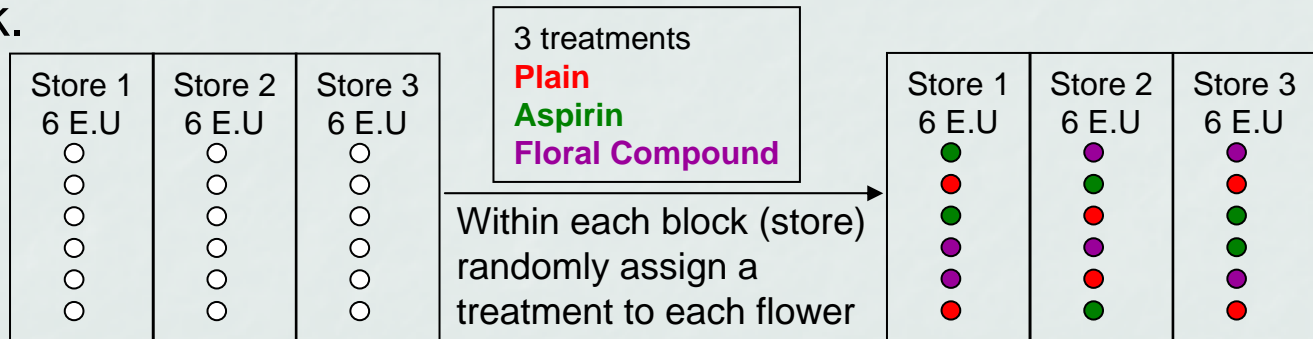 k.
Store 1
6 E.U
Store 2
6 E.U
Store 3
6 E.U
3 treatments
Plain
Aspirin
Floral Compound
Within each block (store)
randomly assign a
treatment to each flower
Store 1
6 E.U
Store 2
6 E.U
Store 3
6 E.U